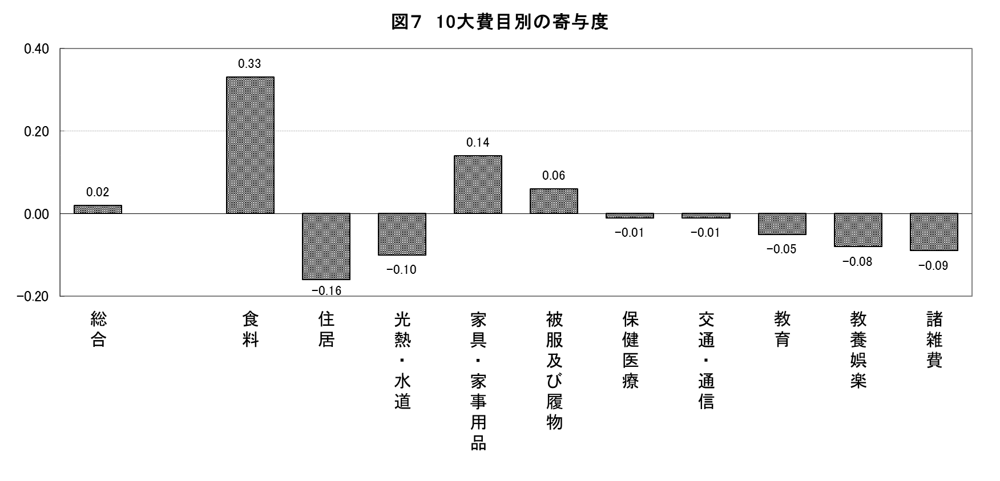 図７　10大費目別の寄与度
0.40
0.20
0.00
−0.20
0.02
0.33
−0.16
−0.10
0.14
0.06
−0.01
−0.01
−0.05
−0.08
−0.09
総合
食料
住居
光熱・水道
家具・家事用品
被服及び履物
保健医療
交通・通信
教育
教養娯楽
諸雑費